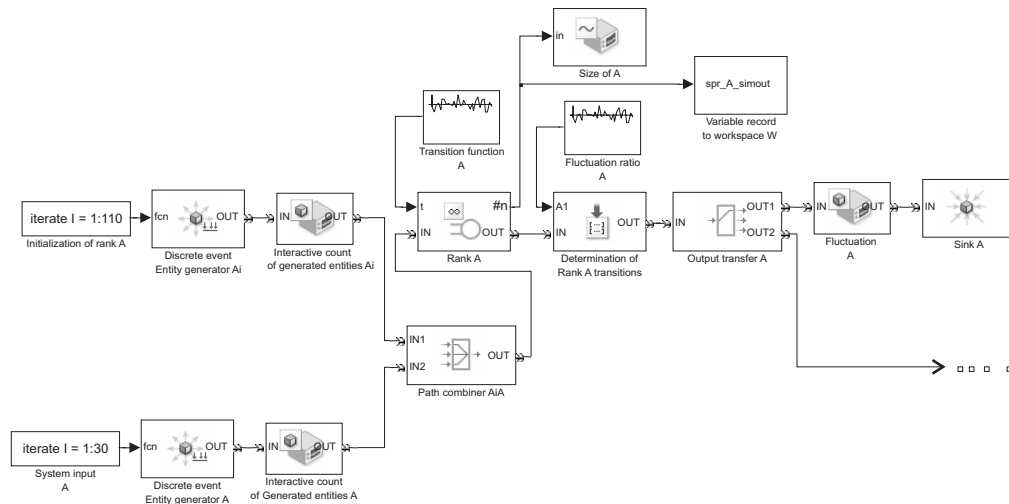 in
Size of A
spr_A_simout
Variable record
to workspace W
Transition function
A
Fluctuation ratio
A
iterate I = 1:110
Initialization of rank A
fcn
OUT
Discrete event
Entity generator Ai
IN
OUT
Interactive count
of generated entities Ai
t
#n
IN
OUT
Rank A
A1
OUT
IN
Determination of
Rank A transitions
IN
OUT1
OUT2
Output transfer A
IN
OUT
Fluctuation
A
IN
Sink A
IN1
OUT
IN2
Path combiner AiA
iterate I = 1:30
System input
A
fcn
OUT
Discrete event
Entity generator A
IN
OUT
Interactive count
of Generated entities A